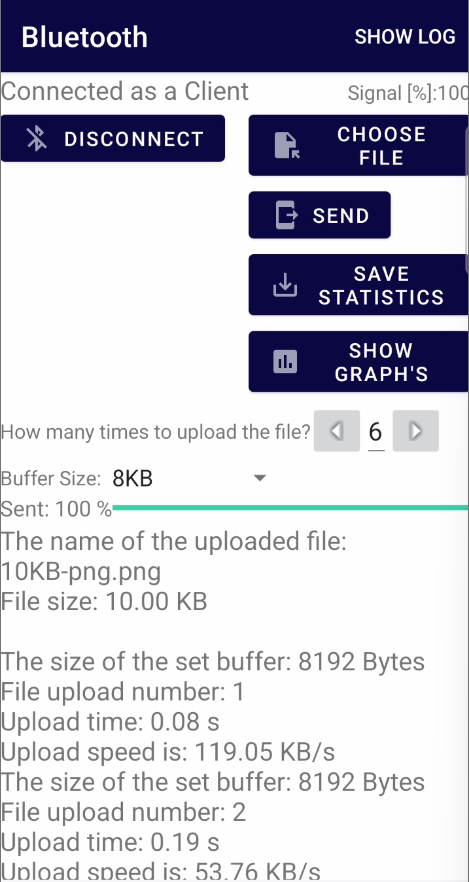 Bluetooth SHOW LOG
Connected as a Client Signal [%]:100
DISCONNECT
CHOOSE
FILE
SEND
SAVE
STATISTICS
SHOW
GRAPH'S
How many times to upload the file? 6
Buffer Size: 8KB
Sent: 100 %
The name of the uploaded file:
10KB-png.png
File size: 10.00 KB
The size of the set buffer: 8192 Bytes
File upload number: 1
Upload time: 0.08 s
Upload speed is: 119.05 KB/s
The size of the set buffer: 8192 Bytes
File upload number: 2
Upload time: 0.19 s
Upload speed is: 53.76 KB/s